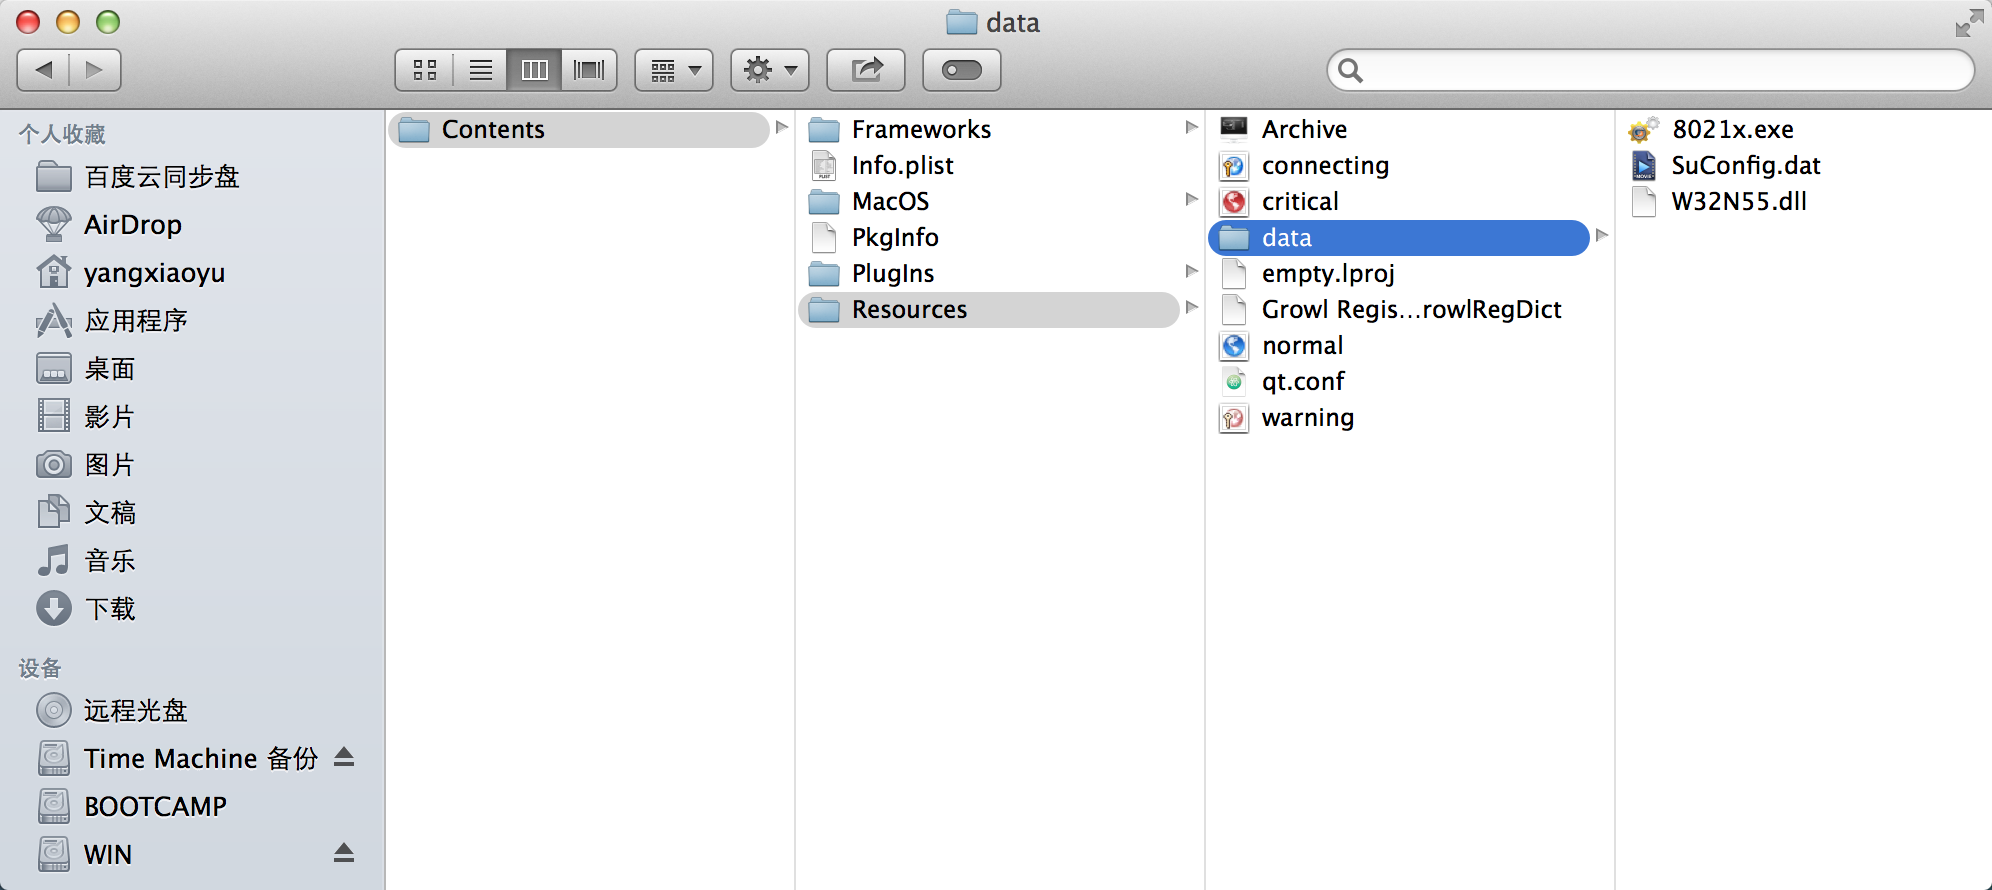 data
个人收藏
百度云同步盘
AirDrop
yangxiaoyu
应用程序
桌面
影片
图片
文稿
音乐
下载
设备
远程光盘
Time Machine 备份
BOOTCAMP
WIN
Contents
Frameworks
Info.plist
MacOS
PkgInfo
PlugIns
Resources
Archive
connecting
critical
data
empty.lproj
Growl Regis...rowlRegDict
normal
qt.conf
warning
8021x.exe
SuConfig.dat
W32N55.dll